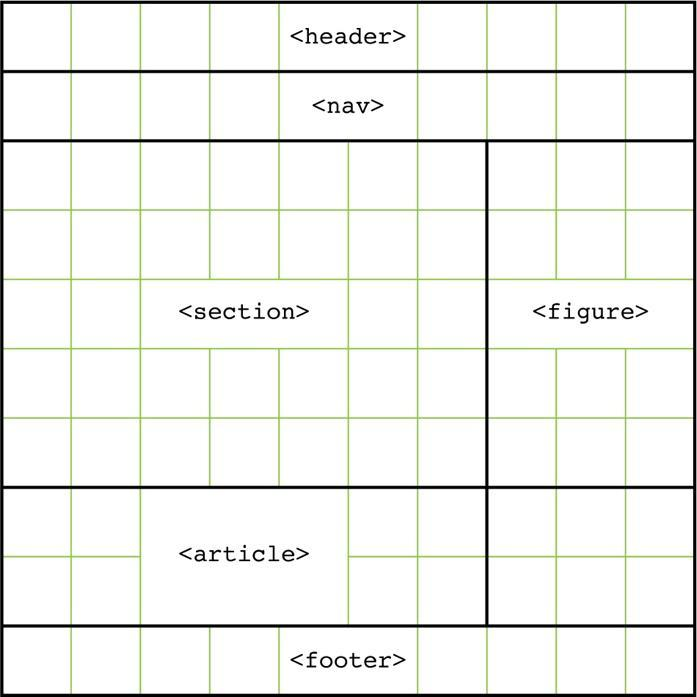 <header>
<nav>
<section>
<figure>
<article>
<footer>